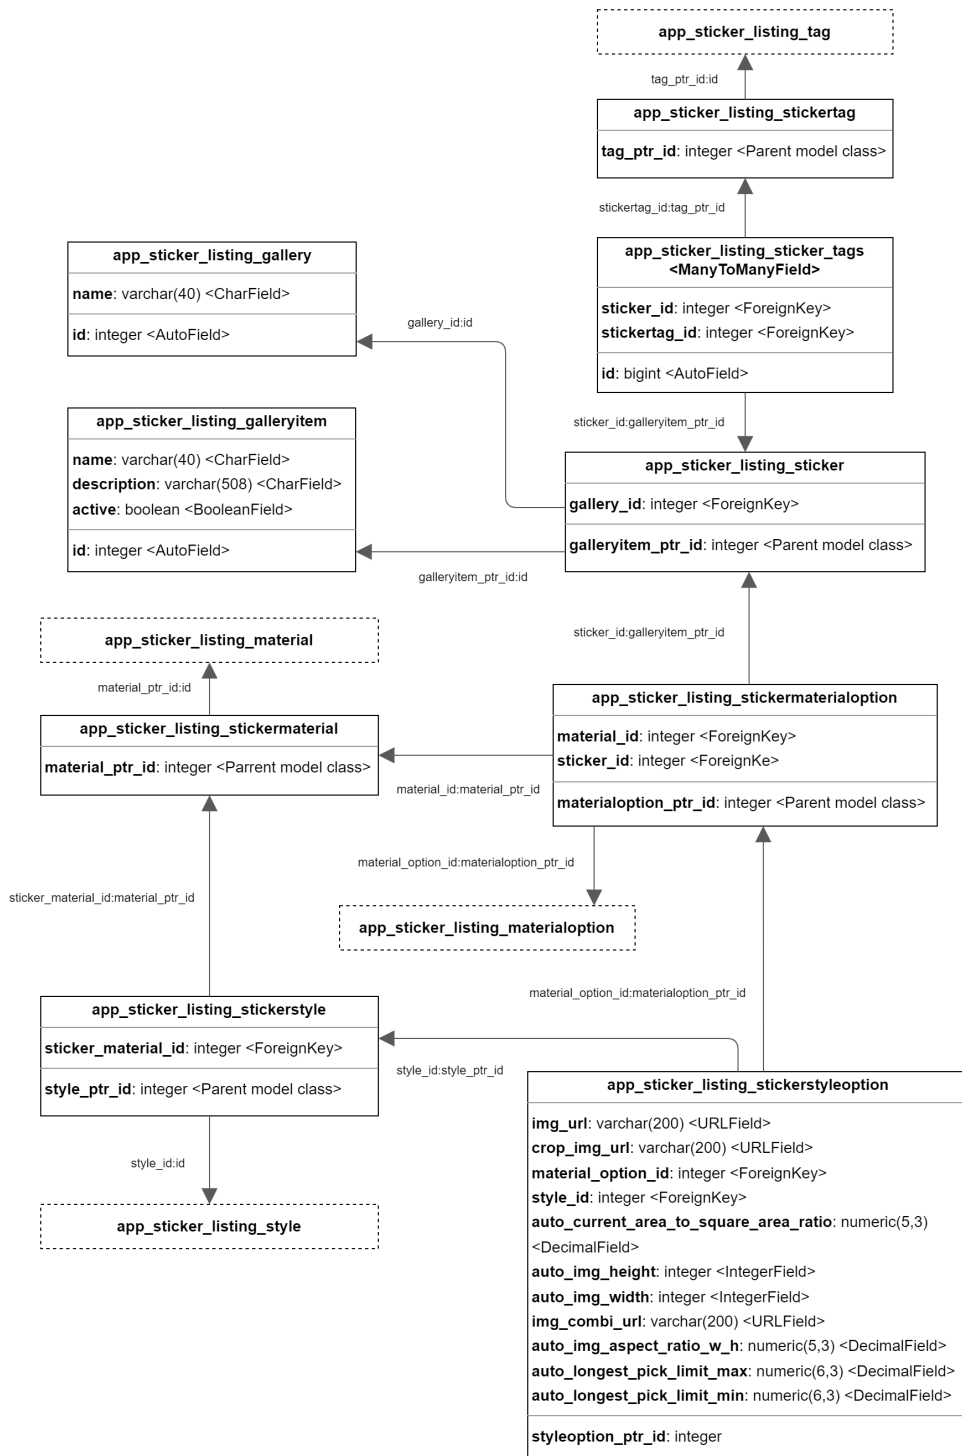 app_sticker_listing_tag
tag_ptr_id:id
app_sticker_listing_stickertag
tag_ptr_id: integer <Parent model class>
stickertag_id:tag_ptr_id
app_sticker_listing_sticker_tags
<ManyToManyField>
sticker_id: integer <ForeignKey>
stickertag_id: integer <ForeignKey>
id: bigint <AutoField>
app_sticker_listing_gallery
name: varchar(40) <CharField>
id: integer <AutoField>
gallery_id:id
sticker_id:galleryitem_ptr_id
app_sticker_listing_galleryitem
name: varchar(40) <CharField>
description: varchar(508) <CharField>
active: boolean <BooleanField>
id: integer <AutoField>
app_sticker_listing_sticker
gallery_id: integer <ForeignKey>
galleryitem_ptr_id: integer <Parent model class>
galleryitem_ptr_id:id
sticker_id:galleryitem_ptr_id
app_sticker_listing_material
material_ptr_id:id
app_sticker_listing_stickermaterial
material_ptr_id: integer <Parrent model class>
app_sticker_listing_stickermaterialoption
material_id: integer <ForeignKey>
sticker_id: integer <ForeignKe>
materialoption_ptr_id: integer <Parent model class>
material_id:material_ptr_id
material_option_id:materialoption_ptr_id
sticker_material_id:material_ptr_id
app_sticker_listing_materialoption
material_option_id:materialoption_ptr_id
app_sticker_listing_stickerstyle
sticker_material_id: integer <ForeignKey>
style_ptr_id: integer <Parent model class>
style_id:style_ptr_id
style_id:id
app_sticker_listing_style
app_sticker_listing_stickerstyleoption
img_url: varchar(200) <URLField>
crop_img_url: varchar(200) <URLField>
material_option_id: integer <ForeignKey>
style_id: integer <ForeignKey>
auto_current_area_to_square_area_ratio: numeric(5,3)
<DecimalField>
auto_img_height: integer <IntegerField>
auto_img_width: integer <IntegerField>
img_combi_url: varchar(200) <URLField>
auto_img_aspect_ratio_w_h: numeric(5,3) <DecimalField>
auto_longest_pick_limit_max: numeric(6,3) <DecimalField>
auto_longest_pick_limit_min: numeric(6,3) <DecimalField>
styleoption_ptr_id: integer